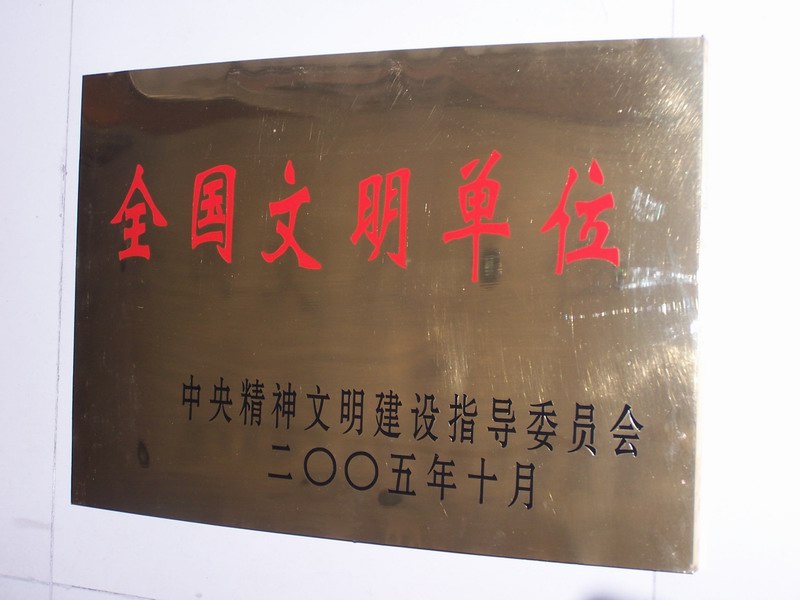 全国文明单位
中央精神文明建设指导委员会
二〇〇五年十月